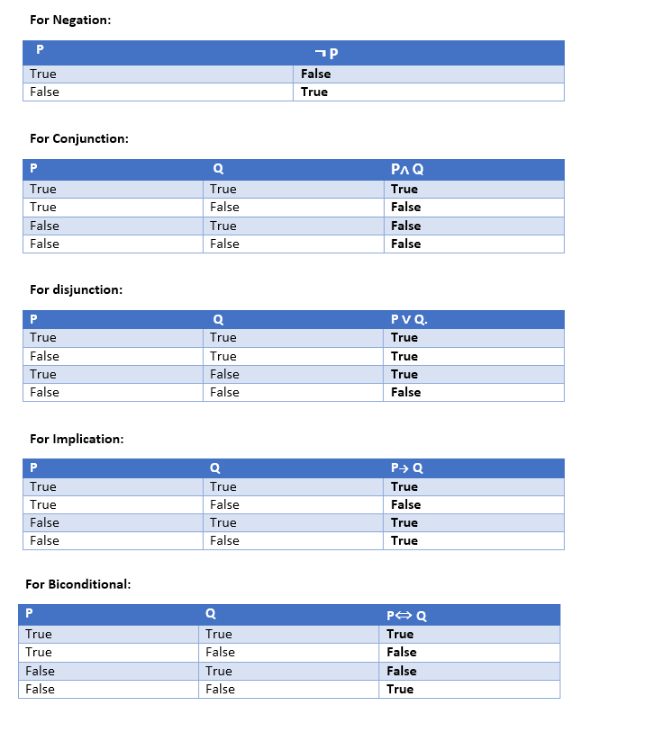 For Negation:
P ¬ P
True False
False True
For Conjunction:
P Q P∧ Q
True True True
True False False
False True False
False False False
For disjunction:
P Q P V Q.
True True True
False True True
True False True
False False False
For Implication:
P Q P→ Q
True True True
True False False
False True True
False False True
For Biconditional:
P Q P⇔ Q
True True True
True False False
False True False
False False True